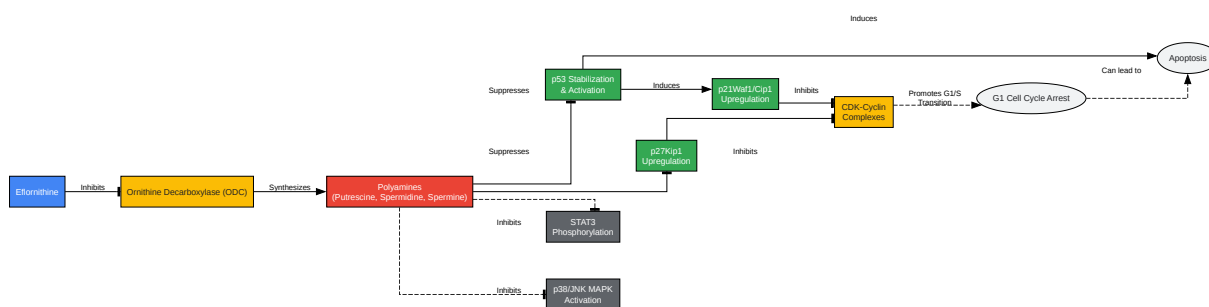 Induces
Apoptosis
Can lead to
p53 Stabilization
& Activation
Suppresses
Induces
p21Waf1/Cip1
Upregulation
Inhibits
Promotes G1/S
Transition
G1 Cell Cycle Arrest
CDK-Cyclin
Complexes
Suppresses
p27Kip1
Upregulation
Inhibits
Eflornithine
Inhibits
Ornithine Decarboxylase (ODC)
Synthesizes
Polyamines
(Putrescine, Spermidine, Spermine)
Inhibits
STAT3
Phosphorylation
Inhibits
p38/JNK MAPK
Activation